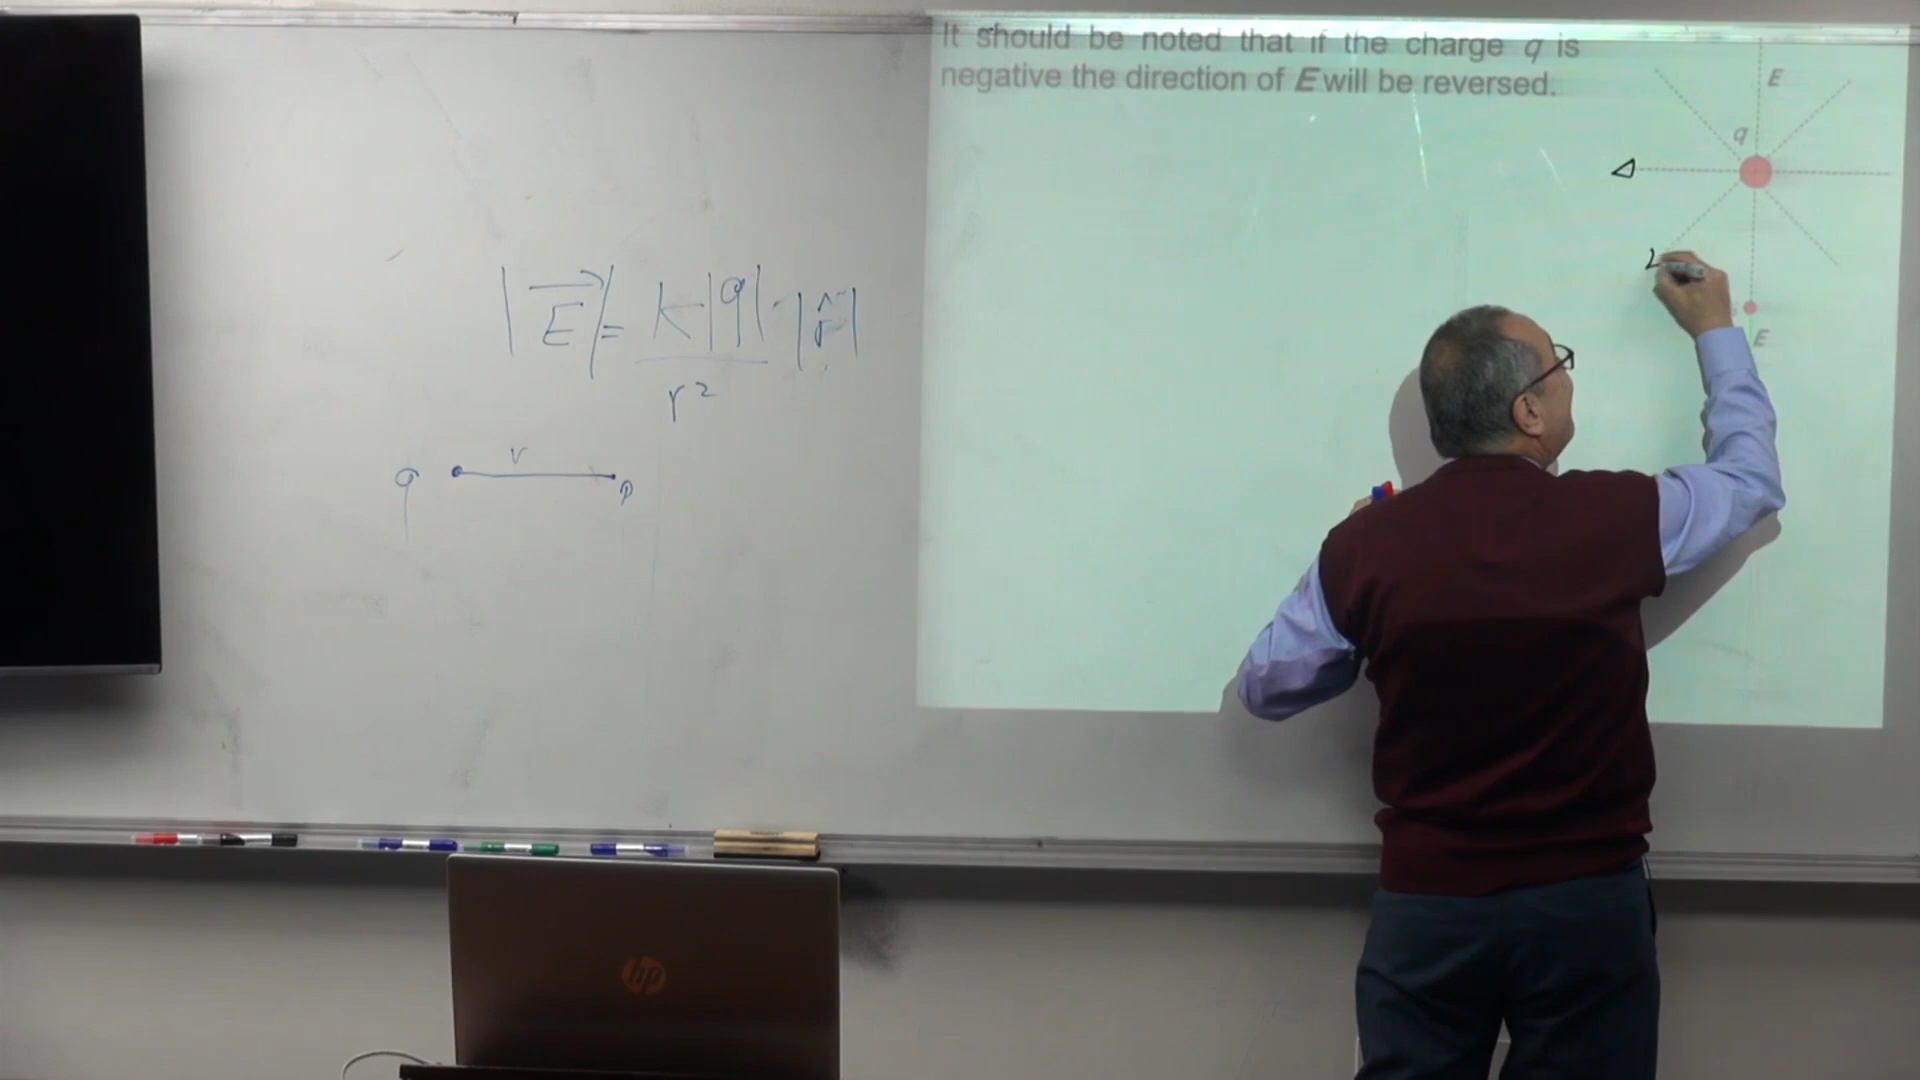 |E⃗| = k|q| / r² · |r̂|
q r p
It should be noted that if the charge q is
negative the direction of E will be reversed.
E
q
E
hp